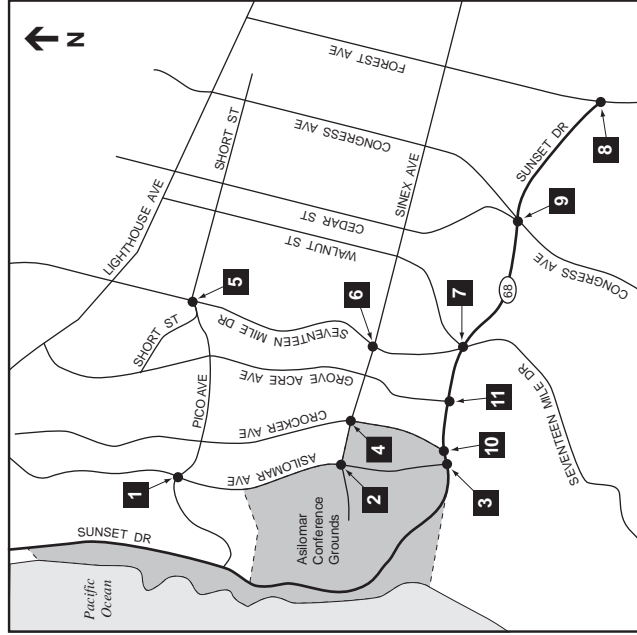 N
LIGHTHOUSE AVE
SHORT ST
FOREST AVE
CONGRESS AVE
SINEX AVE
CEDAR ST
WALNUT ST
5
SHORT ST
SEVENTEEN MILE DR
6
PICO AVE
GROVE ACRE AVE
CROCKER AVE
1
ASILOMAR AVE
4
2
SUNSET DR
Asilomar
Conference
Grounds
Pacific
Ocean
SUNSET DR
8
9
68
CONGRESS AVE
7
11
10
3
SEVENTEEN MILE DR